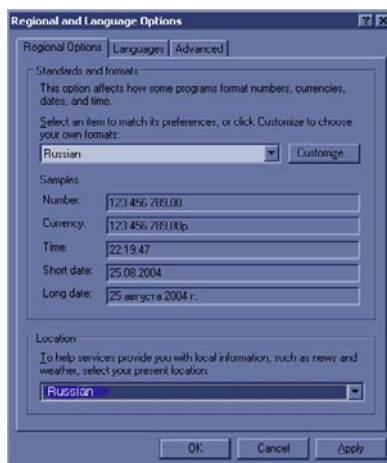 Regional and Language Options
Regional Options Languages Advanced
Standards and formats
This option affects how some programs format numbers, currencies,
dates, and time.
Select an item to match its preferences, or click Customize to choose
your own formats:
Russian Customize...
Samples
Number: 123 456 789,00
Currency: 123 456 789,00р.
Time: 22:19:47
Short date: 25.08.2004
Long date: 25 августа 2004 г.
Location
To help services provide you with local information, such as news and
weather, select your present location:
Russian
OK Cancel Apply